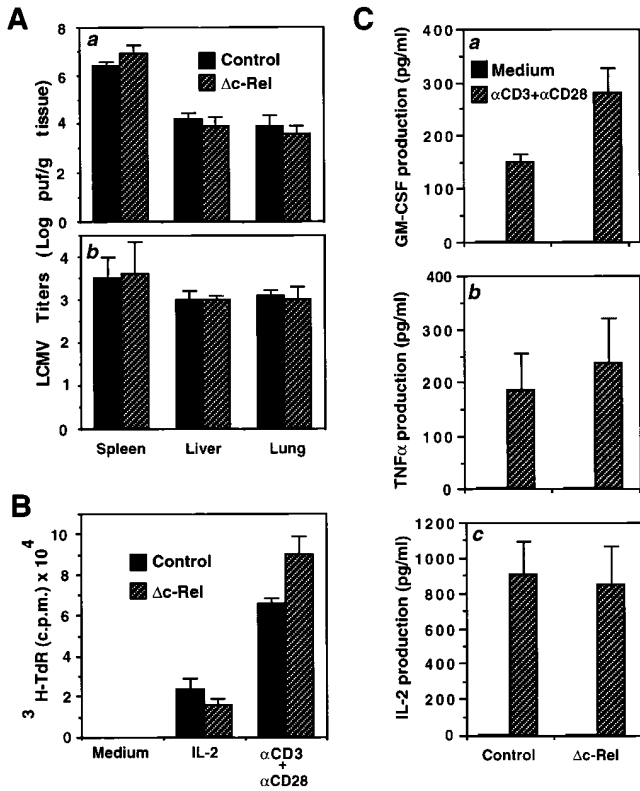 A
a
8
6
4
2
0
Control
Δc-Rel
b
4
3
2
1
0
LCMV Titers (Log puf/g tissue)
Spleen Liver Lung
B
10
8
6
4
2
0
Control
Δc-Rel
3 H-TdR (c.p.m.) x 10 4
Medium IL-2 αCD3
+
αCD28
C
a
400
300
200
150
100
0
Medium
αCD3+αCD28
GM-CSF production (pg/ml)
b
400
300
200
100
0
TNFα production (pg/ml)
c
1200
1000
800
600
400
200
0
IL-2 production (pg/ml)
Control Δc-Rel